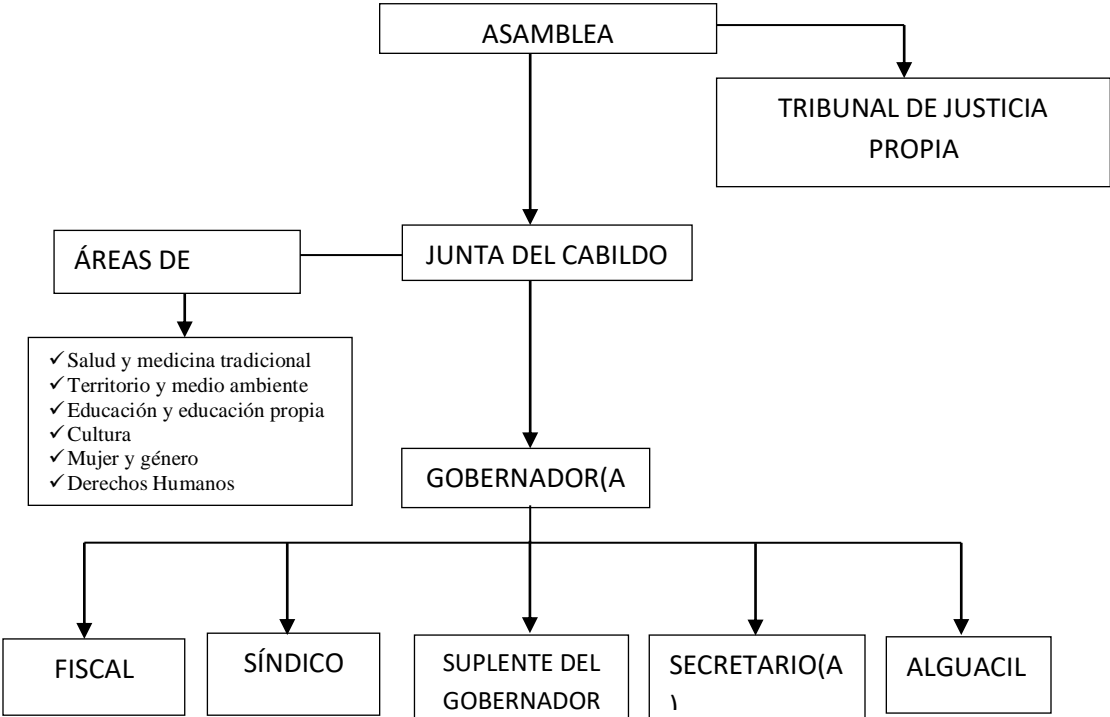 ASAMBLEA
TRIBUNAL DE JUSTICIA
PROPIA
ÁREAS DE
JUNTA DEL CABILDO
✓Salud y medicina tradicional
✓Territorio y medio ambiente
✓Educación y educación propia
✓Cultura
✓Mujer y género
✓Derechos Humanos
GOBERNADOR(A
FISCAL
SÍNDICO
SUPLENTE DEL
GOBERNADOR
SECRETARIO(A
)
ALGUACIL